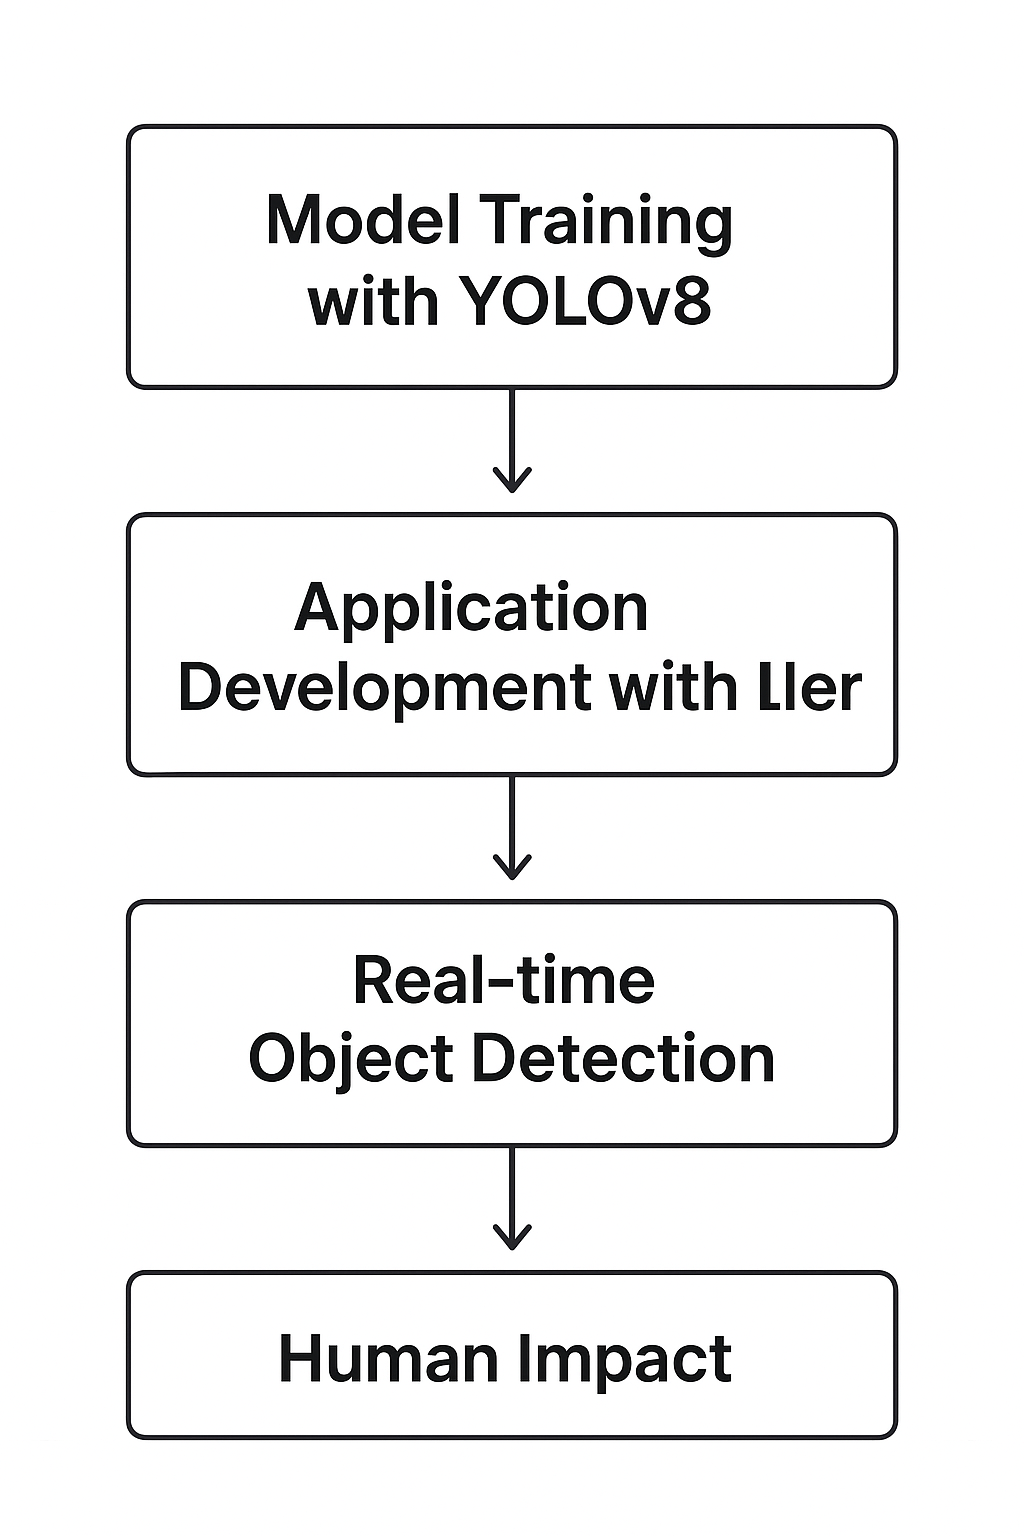 Model Training
with YOLOv8
Application
Development with Ller
Real-time
Object Detection
Human Impact